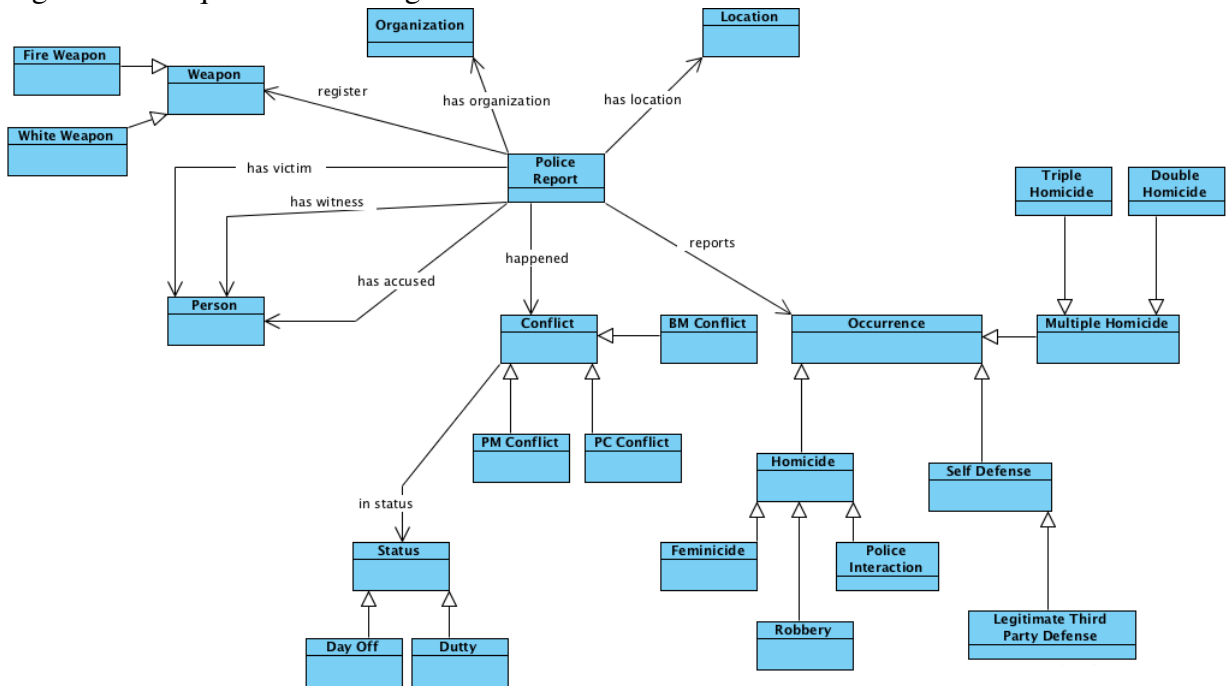 Organization
Location
Fire Weapon
Weapon
register
has organization
has location
White Weapon
Police
Report
has victim
Triple
Homicide
Double
Homicide
has witness
reports
happened
has accused
Person
Conflict
BM Conflict
Occurrence
Multiple Homicide
PM Conflict
PC Conflict
Homicide
Self Defense
in status
Status
Feminicide
Police
Interaction
Day Off
Dutty
Robbery
Legitimate Third
Party Defense